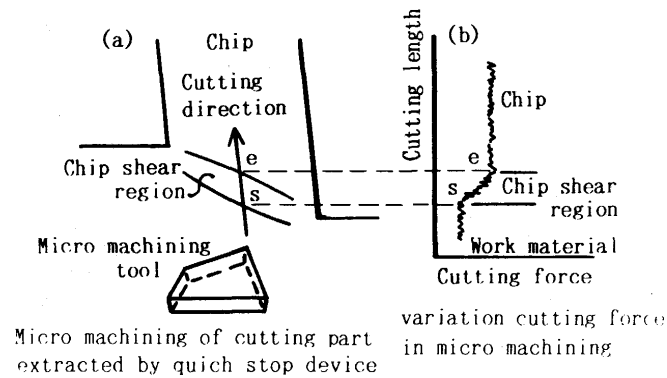 (a)
Chip
Cutting
direction
e
Chip shear
region
s
Micro machining
tool
Micro machining of cutting part
extracted by quich stop device
(b)
Cutting length
Chip
e
s
Chip shear
region
Work material
Cutting force
variation cutting force
in micro machining